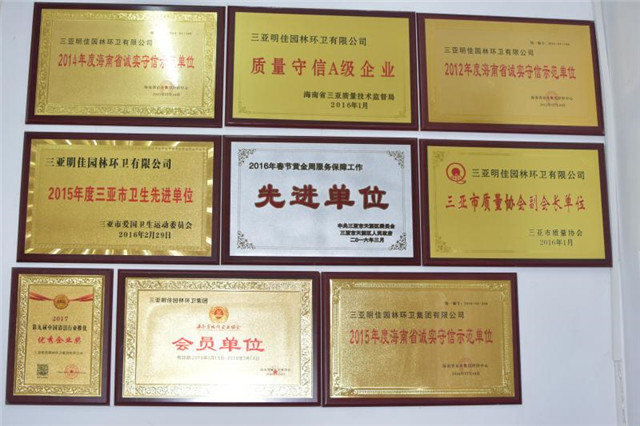 三亚明佳园林环卫有限公司
2014年度海南省诚实守信示范单位
三亚明佳园林环卫有限公司
质量守信A级企业
海南省三亚质量技术监督局
2016年1月
三亚明佳园林环卫有限公司
2012年度海南省诚实守信示范单位
三亚明佳园林环卫有限公司
2015年度三亚市卫生先进单位
三亚市爱国卫生运动委员会
2016年2月29日
2016年春节黄金周服务保障工作
先进单位
中共三亚市天涯区委员会
三亚市天涯区人民政府
二〇一六年三月
三亚明佳园林环卫有限公司
三亚市质量协会副会长单位
三亚市质量协会
2016年1月
2017
优秀企业奖
三亚明佳园林环卫集团
会员单位
三亚明佳园林环卫集团有限公司
2015年度海南省诚实守信示范单位